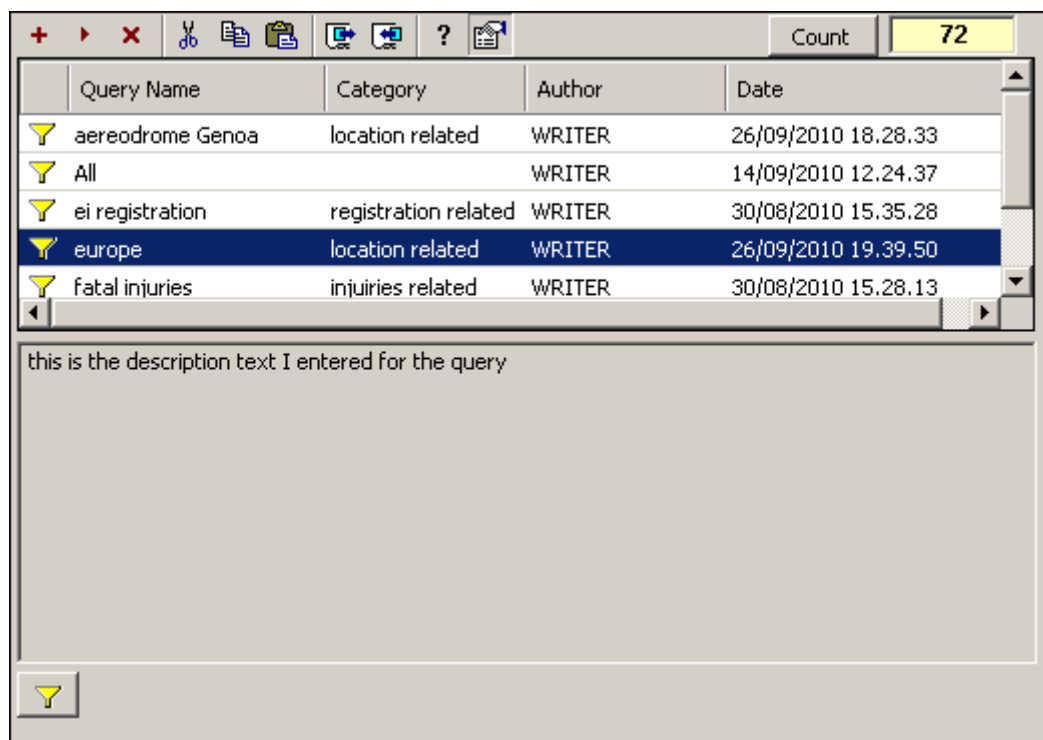 ? Count 72
Query Name Category Author Date
aereodrome Genoa location related WRITER 26/09/2010 18.28.33
All WRITER 14/09/2010 12.24.37
ei registration registration related WRITER 30/08/2010 15.35.28
europe location related WRITER 26/09/2010 19.39.50
fatal injuries injuiries related WRITER 30/08/2010 15.28.13
this is the description text I entered for the query